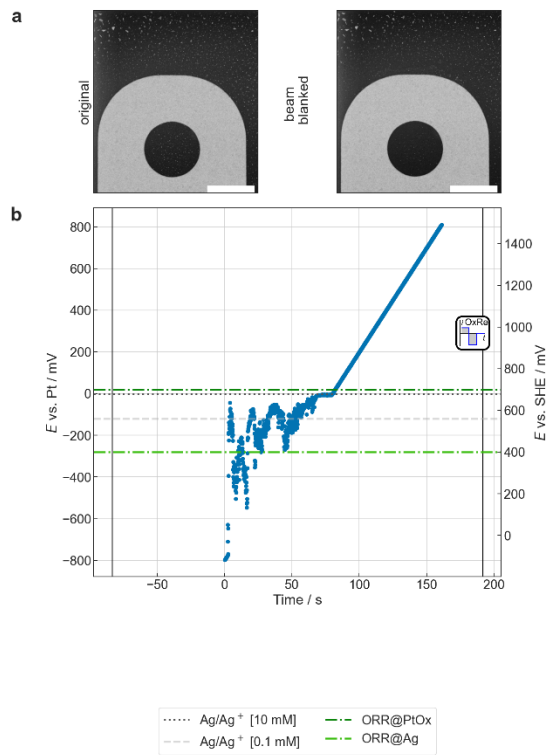 a
original
beam
blanked
b
E vs. Pt / mV
800
600
400
200
0
−200
−400
−600
−800
1400
1200
1000
800
600
400
200
0
E vs. SHE / mV
OxRe
t
−50
0
50
100
150
200
Time / s
Ag/Ag⁺ [10 mM]
Ag/Ag⁺ [0.1 mM]
ORR@PtOx
ORR@Ag